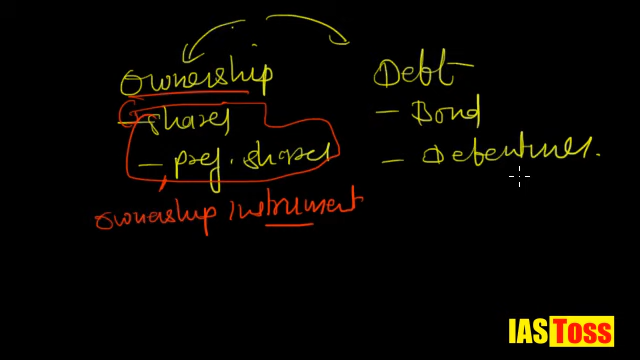 Ownership
- Shares
- Pref. Shares
Ownership instrument
Debt
- Bond
- Debentures.
IASToss